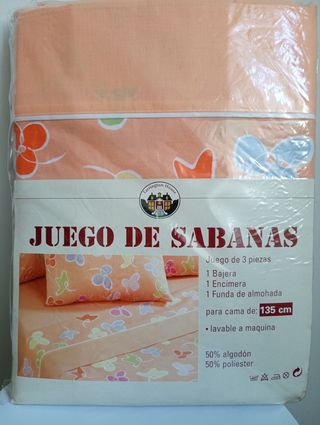 JUEGO DE SABANAS
Juego de 3 piezas
1 Bajera
1 Encimera
1 Funda de almohada
para cama de: 135 cm
• lavable a maquina
50% algodón
50% poliester